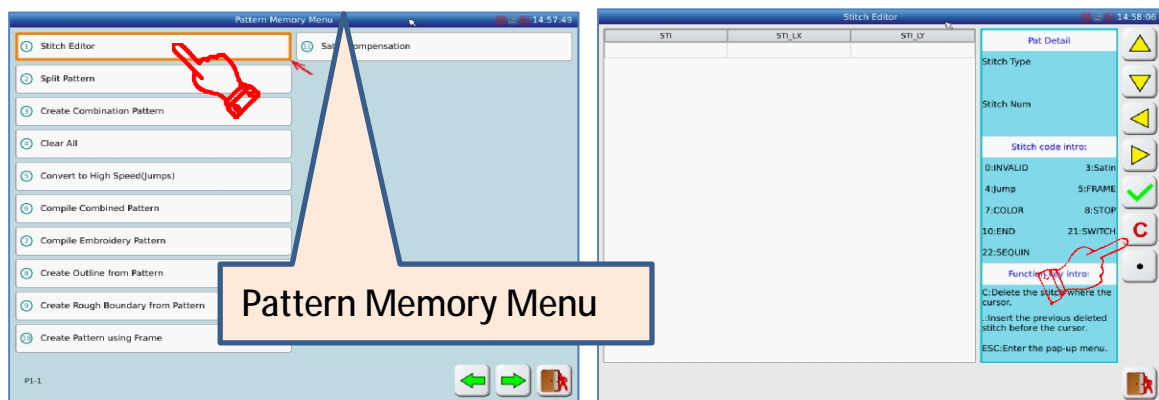 Pattern Memory Menu
14:57:49
1 Stitch Editor
11 Satin Compensation
2 Split Pattern
3 Create Combination Pattern
4 Clear All
5 Convert to High Speed(Jumps)
6 Compile Combined Pattern
7 Compile Embroidery Pattern
8 Create Outline from Pattern
9 Create Rough Boundary from Pattern
10 Create Pattern using Frame
P1-1
Pattern Memory Menu
Stitch Editor
14:58:06
STI STI_LX STI_LY
Pat Detail
Stitch Type
Stitch Num
Stitch code intro:
0:INVALID 3:Satin
4:Jump 5:FRAME
7:COLOR 8:STOP
10:END 21:SWITCH
22:SEQUIN
Function key intro:
C:Delete the stitch where the
cursor.
.:Insert the previous deleted
stitch before the cursor.
ESC:Enter the pop-up menu.
C